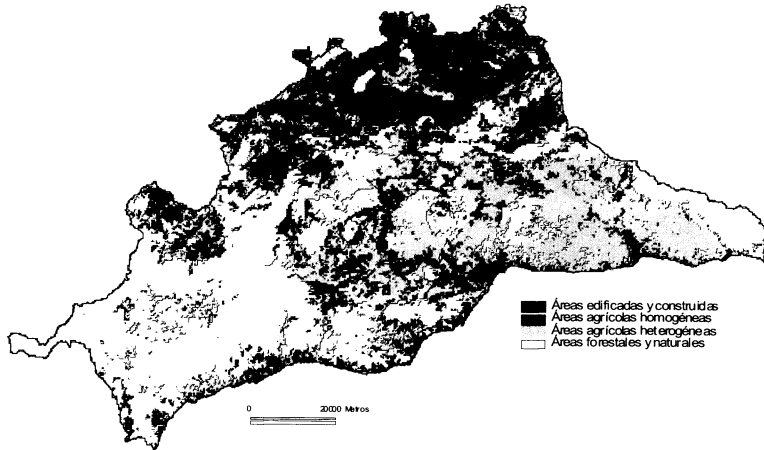 Áreas edificadas y construidas
Áreas agrícolas homogéneas
Áreas agrícolas heterogéneas
Áreas forestales y naturales
0 20000 Metros